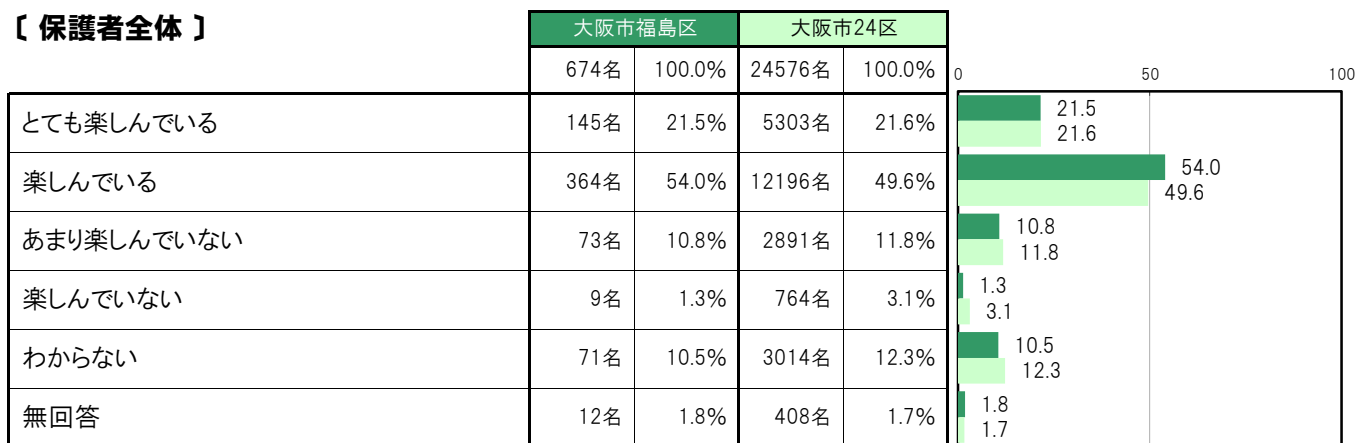 〔 保護者全体 〕
大阪市福島区 大阪市24区
674名 100.0% 24576名 100.0% 0 50 100
とても楽しんでいる 145名 21.5% 5303名 21.6% 21.5
21.6
楽しんでいる 364名 54.0% 12196名 49.6% 54.0
49.6
あまり楽しんでいない 73名 10.8% 2891名 11.8% 10.8
11.8
楽しんでいない 9名 1.3% 764名 3.1% 1.3
3.1
わからない 71名 10.5% 3014名 12.3% 10.5
12.3
無回答 12名 1.8% 408名 1.7% 1.8
1.7